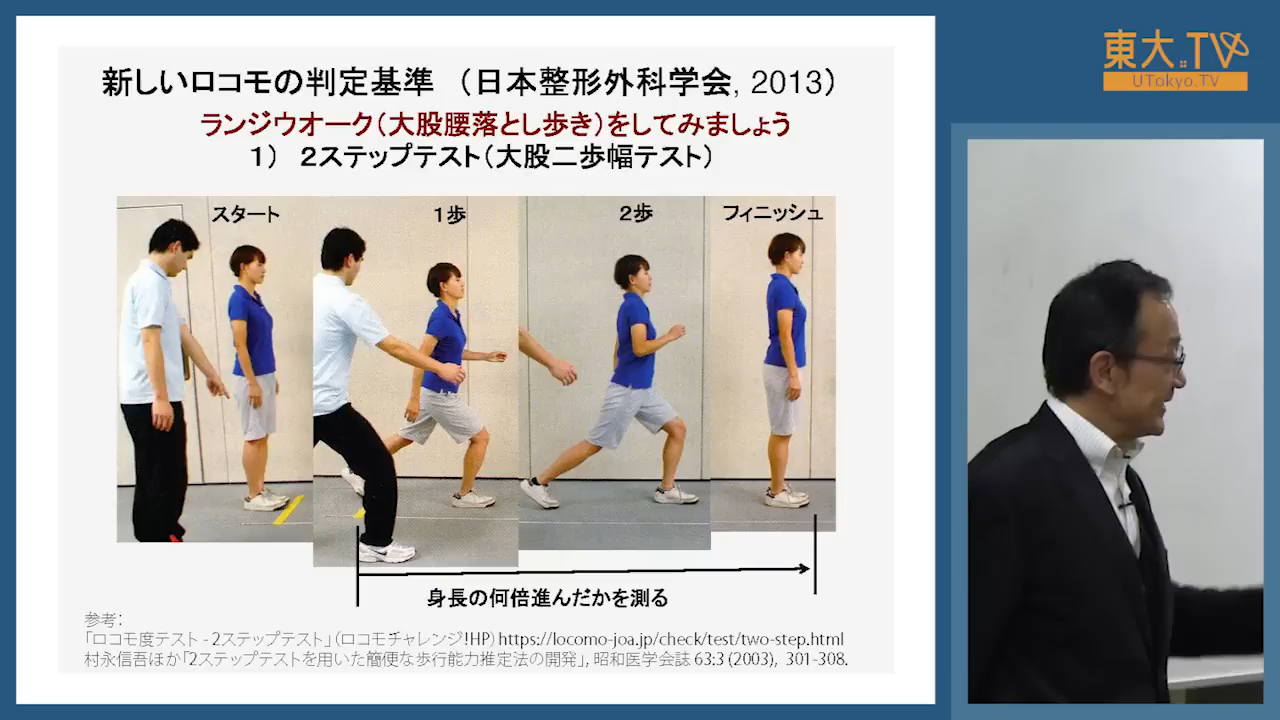 新しいロコモの判定基準 （日本整形外科学会, 2013）
ランジウオーク（大股腰落とし歩き）をしてみましょう
１） ２ステップテスト（大股二歩幅テスト）
スタート
１歩
２歩
フィニッシュ
身長の何倍進んだかを測る
参考：
「ロコモ度テスト - 2ステップテスト」（ロコモチャレンジ!HP） https://locomo-joa.jp/check/test/two-step.html
村永信吾ほか「2ステップテストを用いた簡便な歩行能力推定法の開発」, 昭和医学会誌 63:3 (2003), 301-308.
東大TV
UTokyo.TV